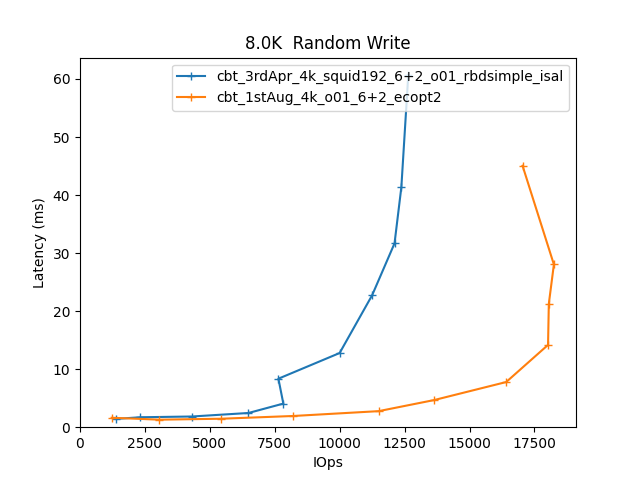 8.0K  Random Write
cbt_3rdApr_4k_squid192_6+2_o01_rbdsimple_isal
cbt_1stAug_4k_o01_6+2_ecopt2
60
50
40
30
20
10
0
Latency (ms)
0 2500 5000 7500 10000 12500 15000 17500
IOps